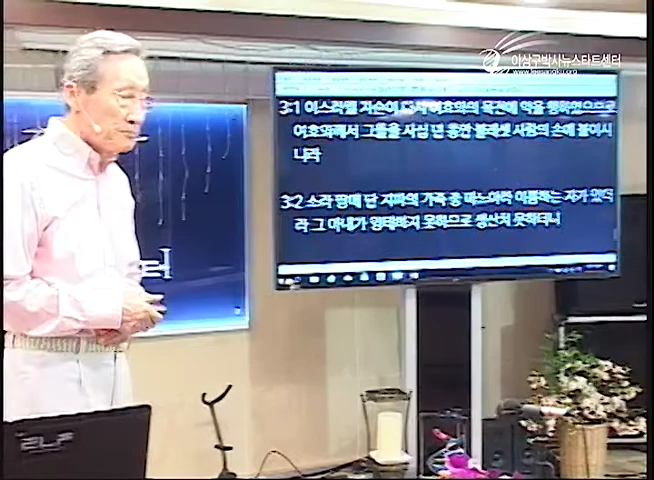 이상구박사뉴스타트센터
www.leesangku.org
3:1 이스라엘 자손이 다시 여호와의 목전에 악을 행하였으므로
여호와께서 그들을 사십 년 동안 블레셋 사람의 손에 붙이시
니라
3:2 소라 땅에 단 지파의 가족 중 마노아라 이름하는 자가 있더
라 그 아내가 잉태하지 못하므로 생산치 못하더니
터